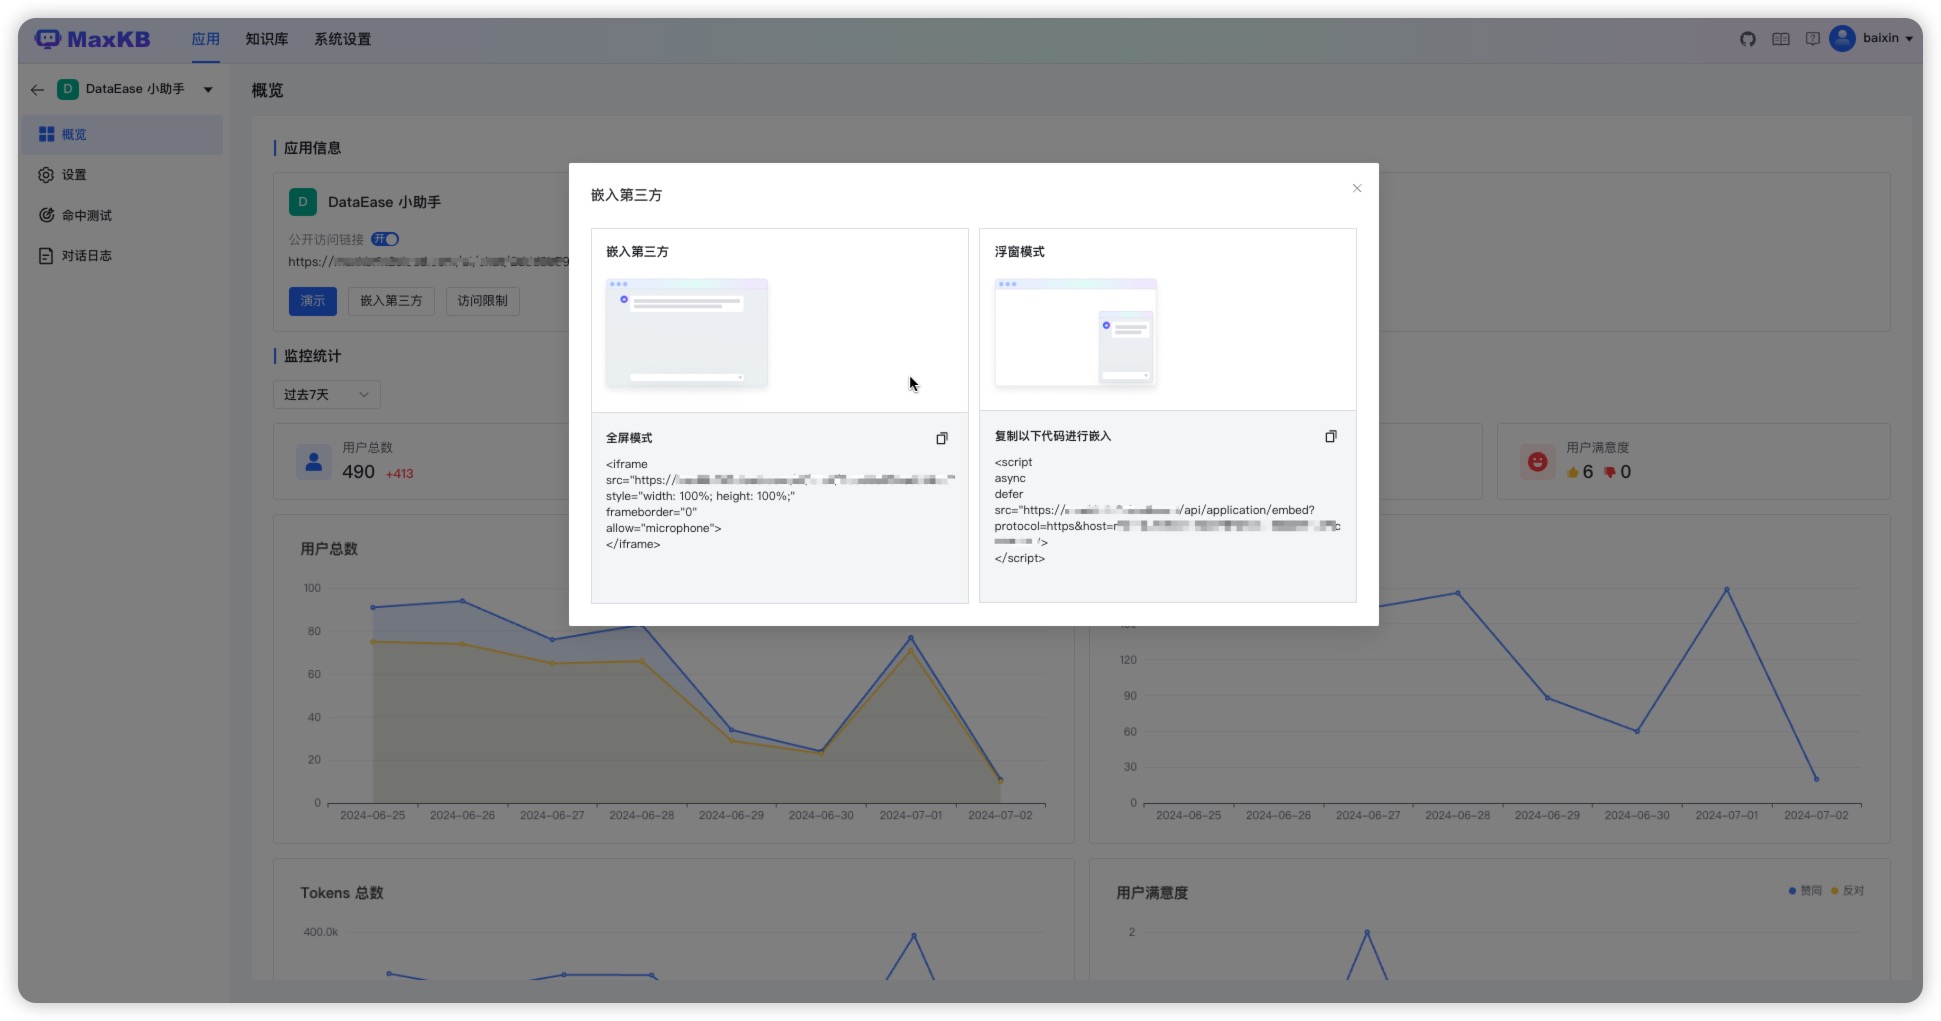 MaxKB
应用
知识库
系统设置
baixin
DataEase 小助手
概览
设置
命中测试
对话日志
概览
应用信息
D
DataEase 小助手
公开访问链接 开
https://
演示
嵌入第三方
访问限制
监控统计
过去7天
用户总数
490 +413
用户满意度
6 0
用户总数
100
80
60
40
20
0
2024-06-25 2024-06-26 2024-06-27 2024-06-28 2024-06-29 2024-06-30 2024-07-01 2024-07-02
120
90
60
30
0
2024-06-25 2024-06-26 2024-06-27 2024-06-28 2024-06-29 2024-06-30 2024-07-01 2024-07-02
Tokens 总数
400.0k
用户满意度
赞同 反对
2
嵌入第三方
嵌入第三方
全屏模式
<iframe
src="https://
style="width: 100%; height: 100%;"
frameborder="0"
allow="microphone">
</iframe>
浮窗模式
复制以下代码进行嵌入
<script
async
defer
src="https:// /api/application/embed?
protocol=https&host=
>
</script>